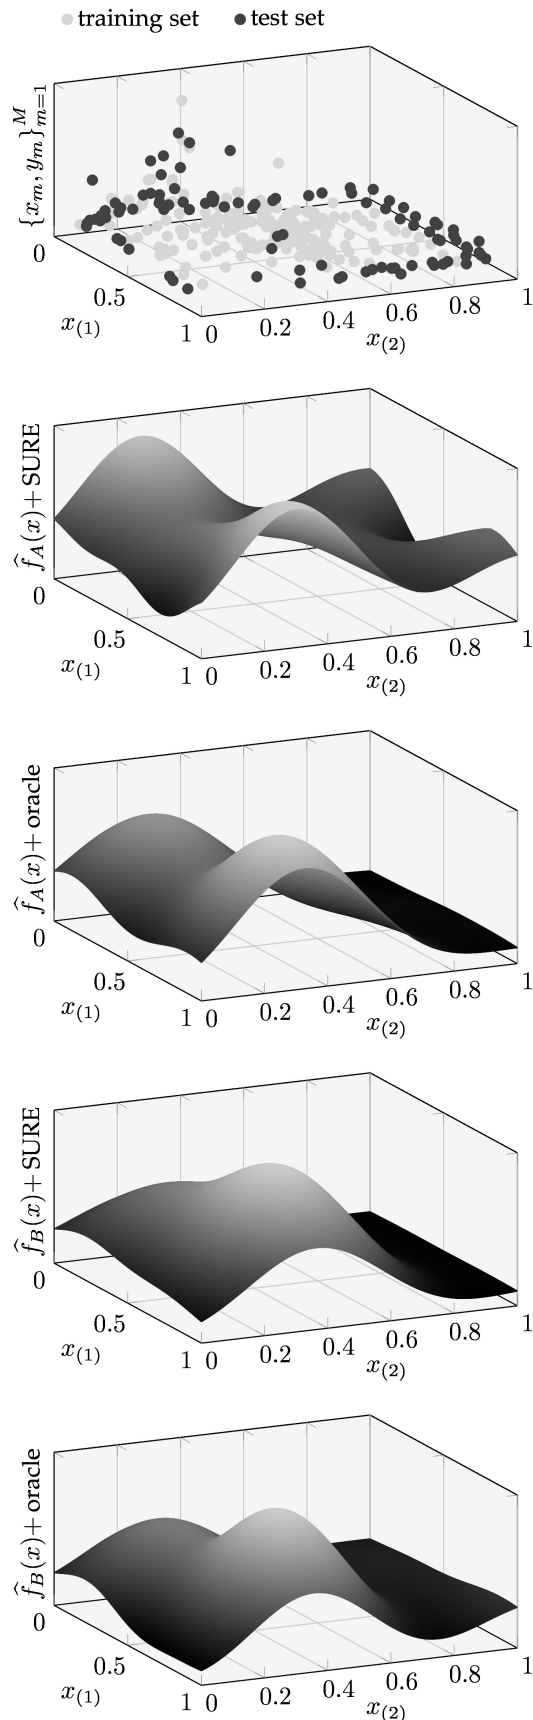 training set test set
{x_m, y_m}_{m=1}^M
0
0.5
1
x_(1)
0 0.2 0.4 0.6 0.8 1
x_(2)
f̂_A(x)+ SURE
0
0.5
1
x_(1)
0 0.2 0.4 0.6 0.8 1
x_(2)
f̂_A(x)+ oracle
0
0.5
1
x_(1)
0 0.2 0.4 0.6 0.8 1
x_(2)
f̂_B(x)+ SURE
0
0.5
1
x_(1)
0 0.2 0.4 0.6 0.8 1
x_(2)
f̂_B(x)+ oracle
0
0.5
1
x_(1)
0 0.2 0.4 0.6 0.8 1
x_(2)